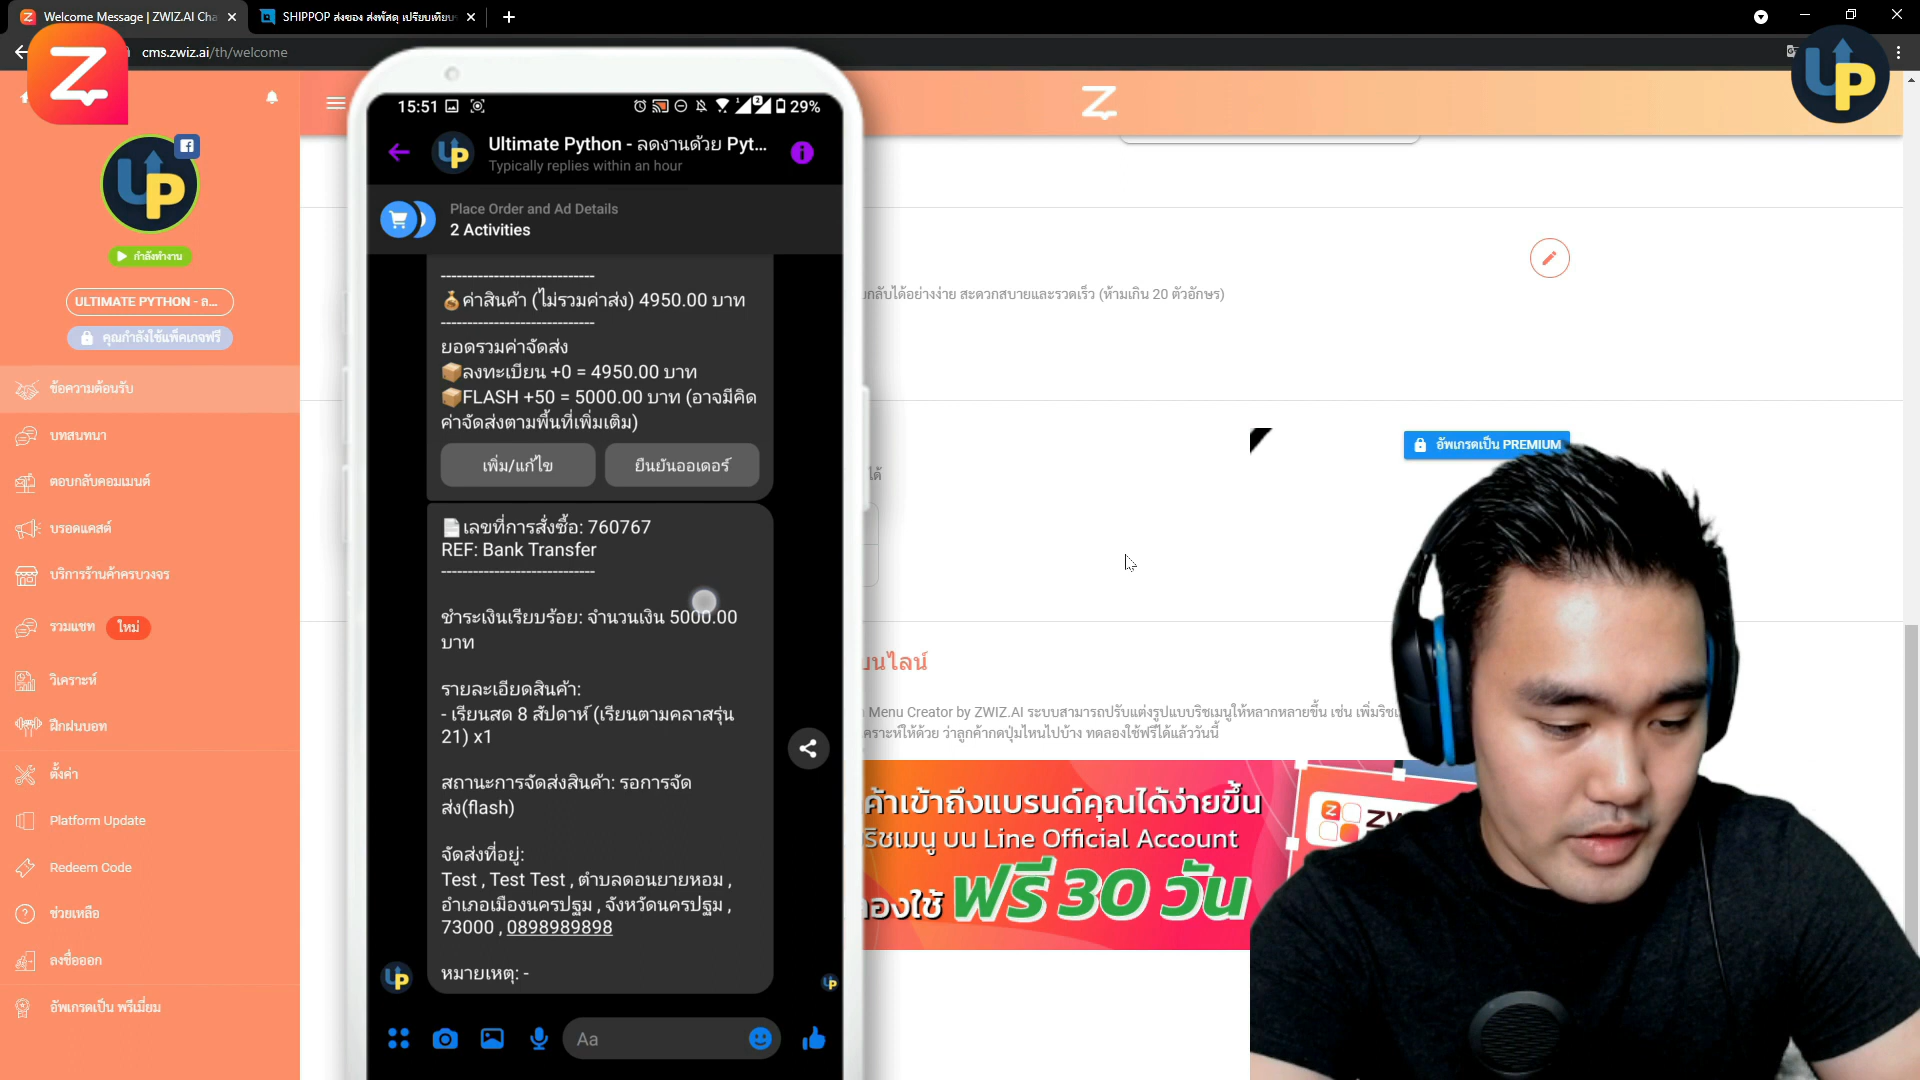 Welcome Message | ZWIZ.AI Cha
SHIPPOP ส่งของ ส่งพัสดุ เปรียบเทียบ
cms.zwiz.ai/th/welcome
UP
UP
กำลังทำงาน
ULTIMATE PYTHON - ล...
คุณกำลังใช้แพ็คเกจฟรี
ข้อความต้อนรับ
บทสนทนา
ตอบกลับคอมเมนต์
บรอดแคสต์
บริการร้านค้าครบวงจร
รวมแชท ใหม่
วิเคราะห์
ฝึกฝนบอท
ตั้งค่า
Platform Update
Redeem Code
ช่วยเหลือ
ลงชื่อออก
อัพเกรดเป็น พรีเมี่ยม
15:51
29%
UP
Ultimate Python - ลดงานด้วย Pyt...
Typically replies within an hour
Place Order and Ad Details
2 Activities
-----------------------------
💰ค่าสินค้า (ไม่รวมค่าส่ง) 4950.00 บาท
-----------------------------
ยอดรวมค่าจัดส่ง
📦ลงทะเบียน +0 = 4950.00 บาท
📦FLASH +50 = 5000.00 บาท (อาจมีคิด
ค่าจัดส่งตามพื้นที่เพิ่มเติม)
เพิ่ม/แก้ไข
ยืนยันออเดอร์
📄เลขที่การสั่งซื้อ: 760767
REF: Bank Transfer
-----------------------------
ชำระเงินเรียบร้อย: จำนวนเงิน 5000.00
บาท
รายละเอียดสินค้า:
- เรียนสด 8 สัปดาห์ (เรียนตามคลาสรุ่น
21) x1
สถานะการจัดส่งสินค้า: รอการจัด
ส่ง(flash)
จัดส่งที่อยู่:
Test , Test Test , ตำบลดอนยายหอม ,
อำเภอเมืองนครปฐม , จังหวัดนครปฐม ,
73000 , 0898989898
หมายเหตุ: -
UP
UP
Aa
กลับได้อย่างง่าย สะดวกสบายและรวดเร็ว (ห้ามเกิน 20 ตัวอักษร)
อัพเกรดเป็น PREMIUM
ได้
นไลน์
Menu Creator by ZWIZ.AI ระบบสามารถปรับแต่งรูปแบบริชเมนูให้หลากหลายขึ้น เช่น เพิ่มริช
คราะห์ให้ด้วย ว่าลูกค้ากดปุ่มไหนไปบ้าง ทดลองใช้ฟรีได้แล้ววันนี้
ค้าเข้าถึงแบรนด์คุณได้ง่ายขึ้น
ริชเมนู บน Line Official Account
องใช้ ฟรี 30 วัน